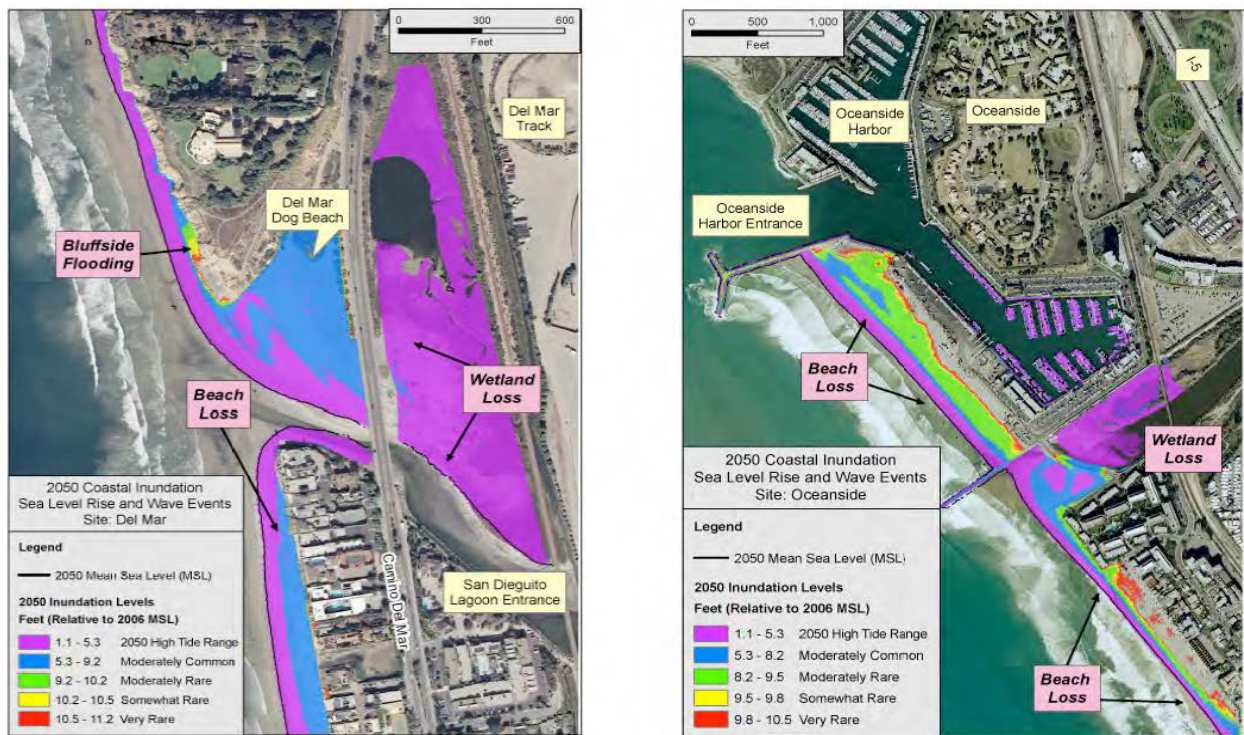 0 300 600
Feet
Del Mar
Track
Del Mar
Dog Beach
Bluffside
Flooding
Beach
Loss
Wetland
Loss
Camino Del Mar
San Dieguito
Lagoon Entrance
2050 Coastal Inundation
Sea Level Rise and Wave Events
Site: Del Mar
Legend
2050 Mean Sea Level (MSL)
2050 Inundation Levels
Feet (Relative to 2006 MSL)
1.1 - 5.3 2050 High Tide Range
5.3 - 9.2 Moderately Common
9.2 - 10.2 Moderately Rare
10.2 - 10.5 Somewhat Rare
10.5 - 11.2 Very Rare
0 500 1,000
Feet
I-5
Oceanside
Harbor
Oceanside
Oceanside
Harbor Entrance
Beach
Loss
Wetland
Loss
Beach
Loss
2050 Coastal Inundation
Sea Level Rise and Wave Events
Site: Oceanside
Legend
2050 Mean Sea Level (MSL)
2050 Inundation Levels
Feet (Relative to 2006 MSL)
1.1 - 5.3 2050 High Tide Range
5.3 - 8.2 Moderately Common
8.2 - 9.5 Moderately Rare
9.5 - 9.8 Somewhat Rare
9.8 - 10.5 Very Rare